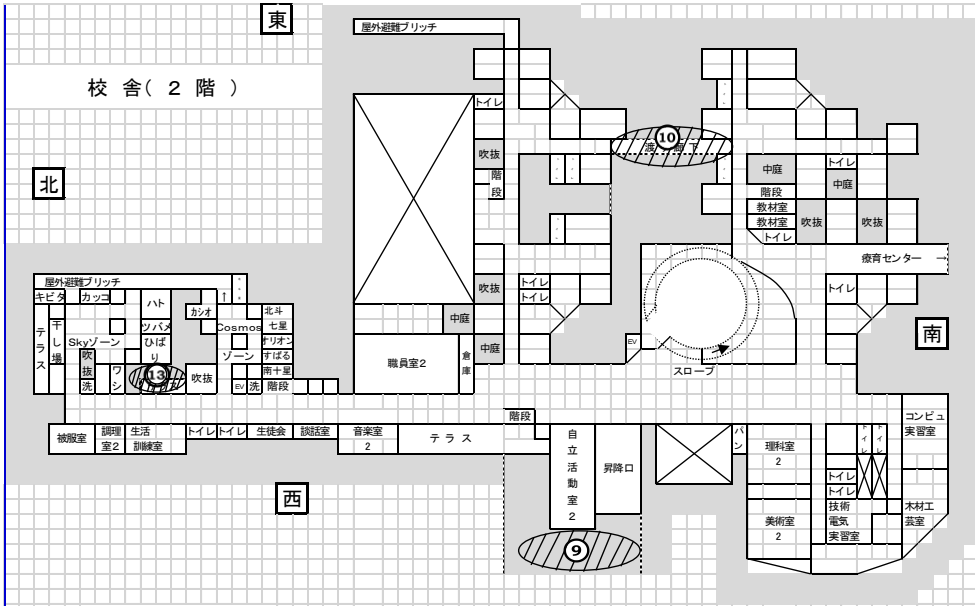 東
屋外避難ブリッチ
校 舎( 2 階 )
トイレ
⑩
渡 廊 下
吹抜
中庭
トイレ
北
階
段
中庭
階段
教材室
吹抜
吹抜
教材室
トイレ
療育センター →
屋外避難ブリッチ
キビタ
カッコ
ハト
↑
吹抜
トイレ
トイレ
トイレ
カシオ
北斗
テラス
干し場
ツバメ
Cosmos
七星
中庭
南
Skyゾーン
ひばり
オリオン
EV
吹抜
ゾーン
すばる
職員室2
倉庫
中庭
ワシ
⑬
吹抜
南十星
スロープ
洗
EV
洗
階段
階段
コンピュ
実習室
被服室
調理
室2
生活
訓練室
トイレ
トイレ
生徒会
談話室
音楽室
2
テ ラ ス
自立活動室2
昇降口
パン
理科室
2
トイレ
トイレ
トイレ
トイレ
西
技術
電気
実習室
木材工
芸室
美術室
2
⑨